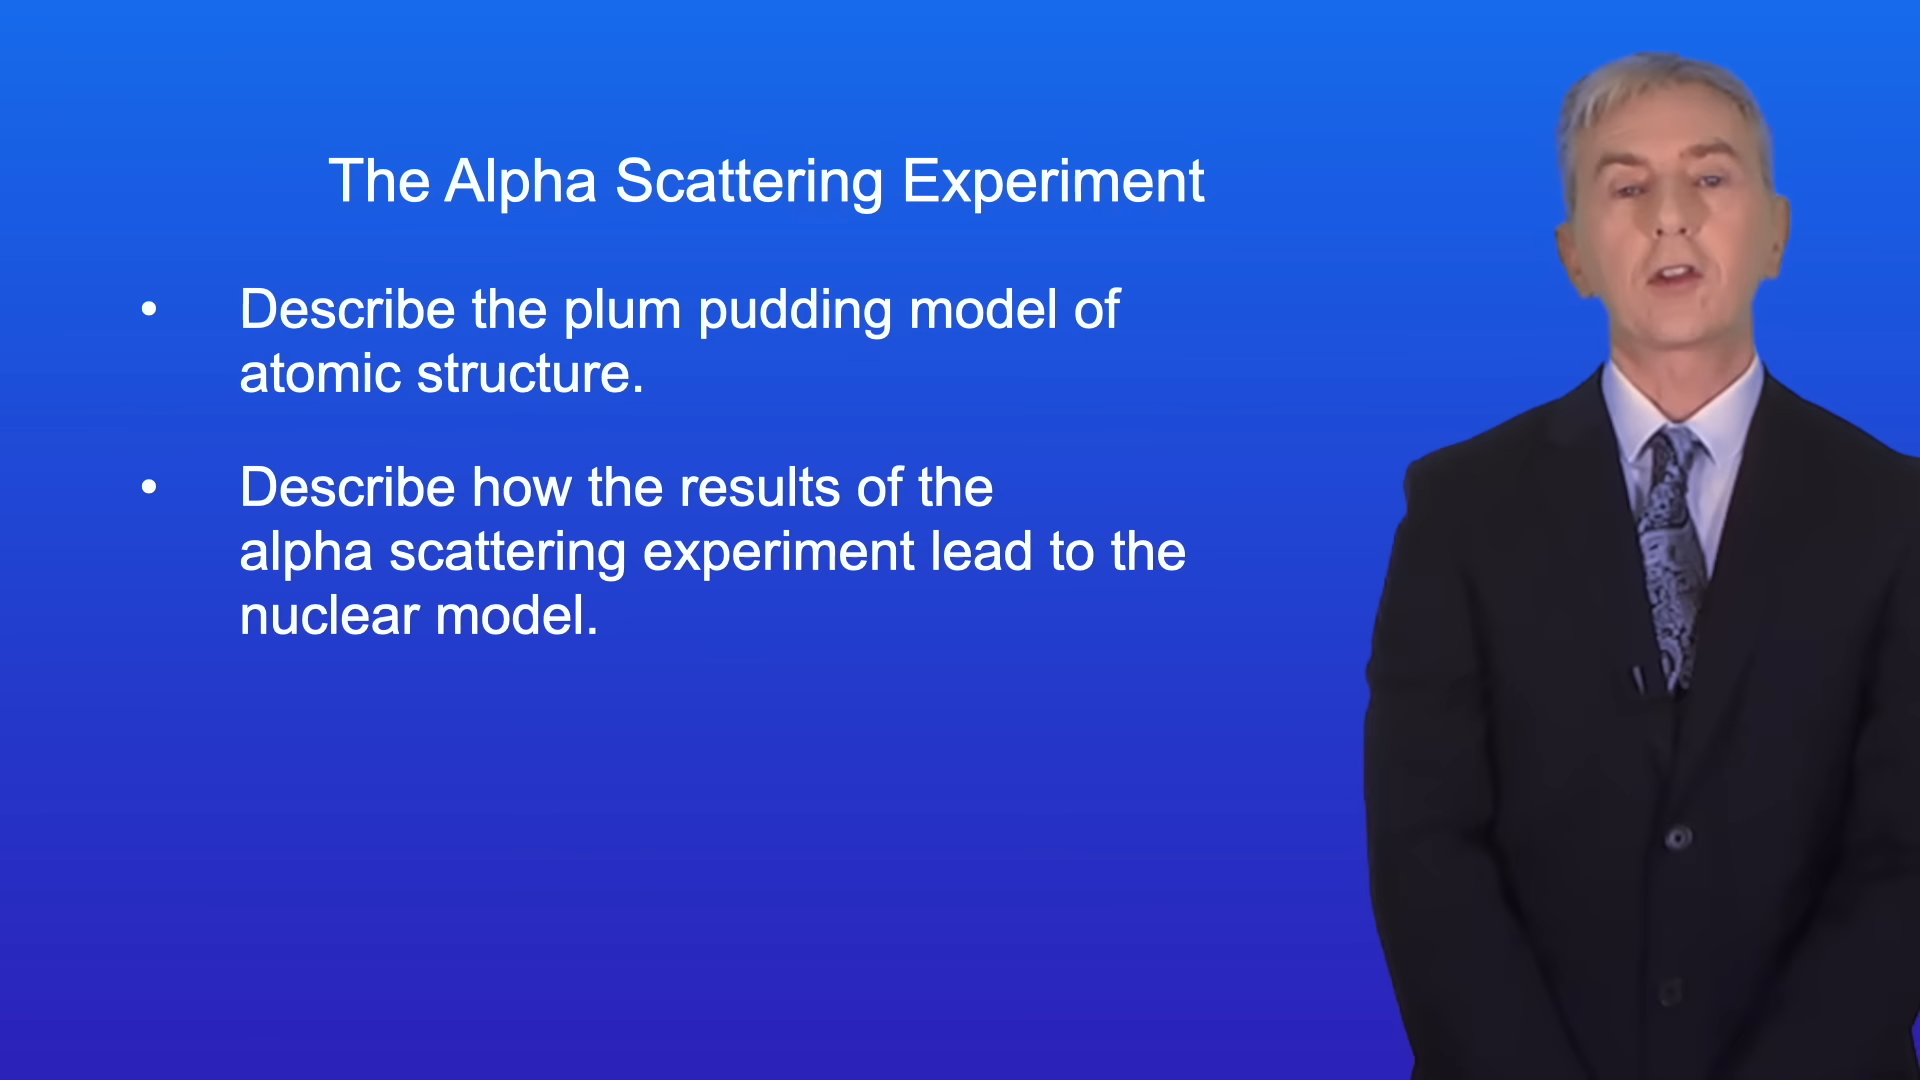 The Alpha Scattering Experiment
• Describe the plum pudding model of
atomic structure.
• Describe how the results of the
alpha scattering experiment lead to the
nuclear model.